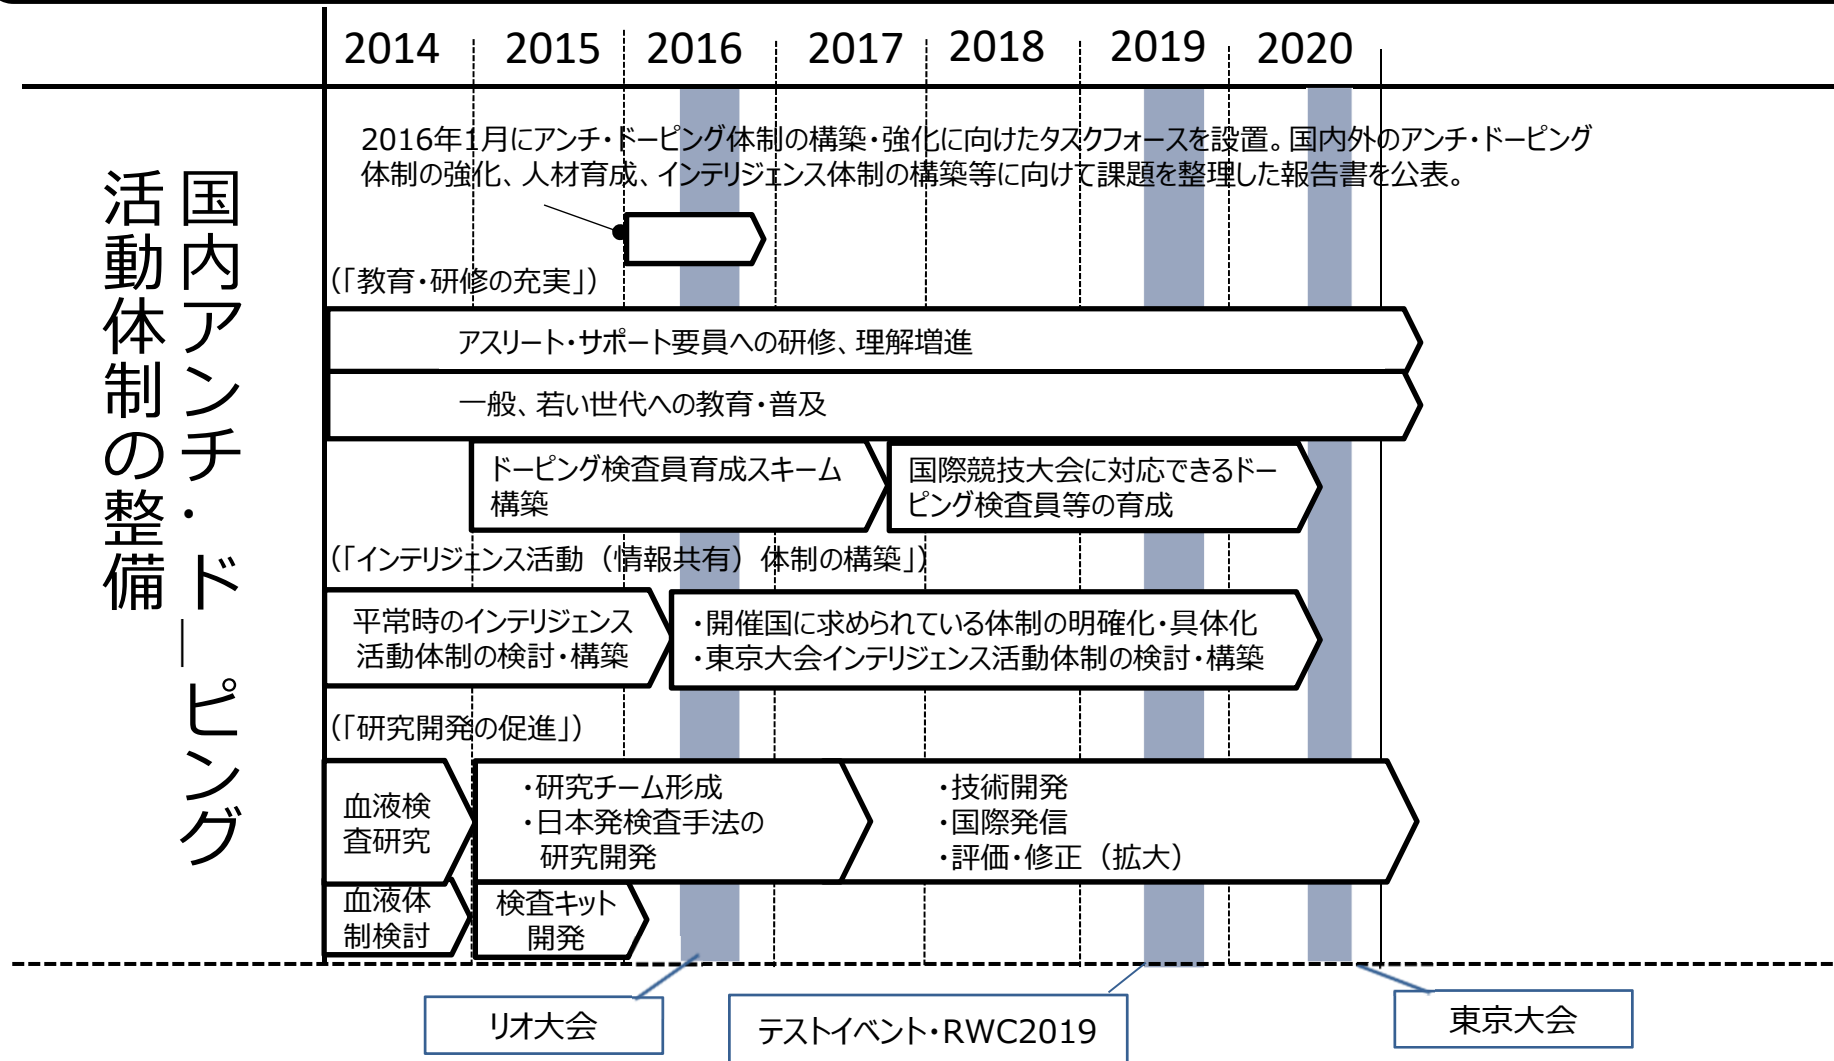 2014 2015 2016 2017 2018 2019 2020
国内アンチ・ドーピング
活動体制の整備
2016年1月にアンチ・ドーピング体制の構築・強化に向けたタスクフォースを設置。国内外のアンチ・ドーピング
体制の強化、人材育成、インテリジェンス体制の構築等に向けて課題を整理した報告書を公表。
(「教育・研修の充実」)
アスリート・サポート要員への研修、理解増進
一般、若い世代への教育・普及
ドーピング検査員育成スキーム
構築
国際競技大会に対応できるドー
ピング検査員等の育成
(「インテリジェンス活動（情報共有）体制の構築」)
平常時のインテリジェンス
活動体制の検討・構築
・開催国に求められている体制の明確化・具体化
・東京大会インテリジェンス活動体制の検討・構築
(「研究開発の促進」)
血液検
査研究
・研究チーム形成
・日本発検査手法の
研究開発
・技術開発
・国際発信
・評価・修正（拡大）
血液体
制検討
検査キット
開発
リオ大会
テストイベント・RWC2019
東京大会